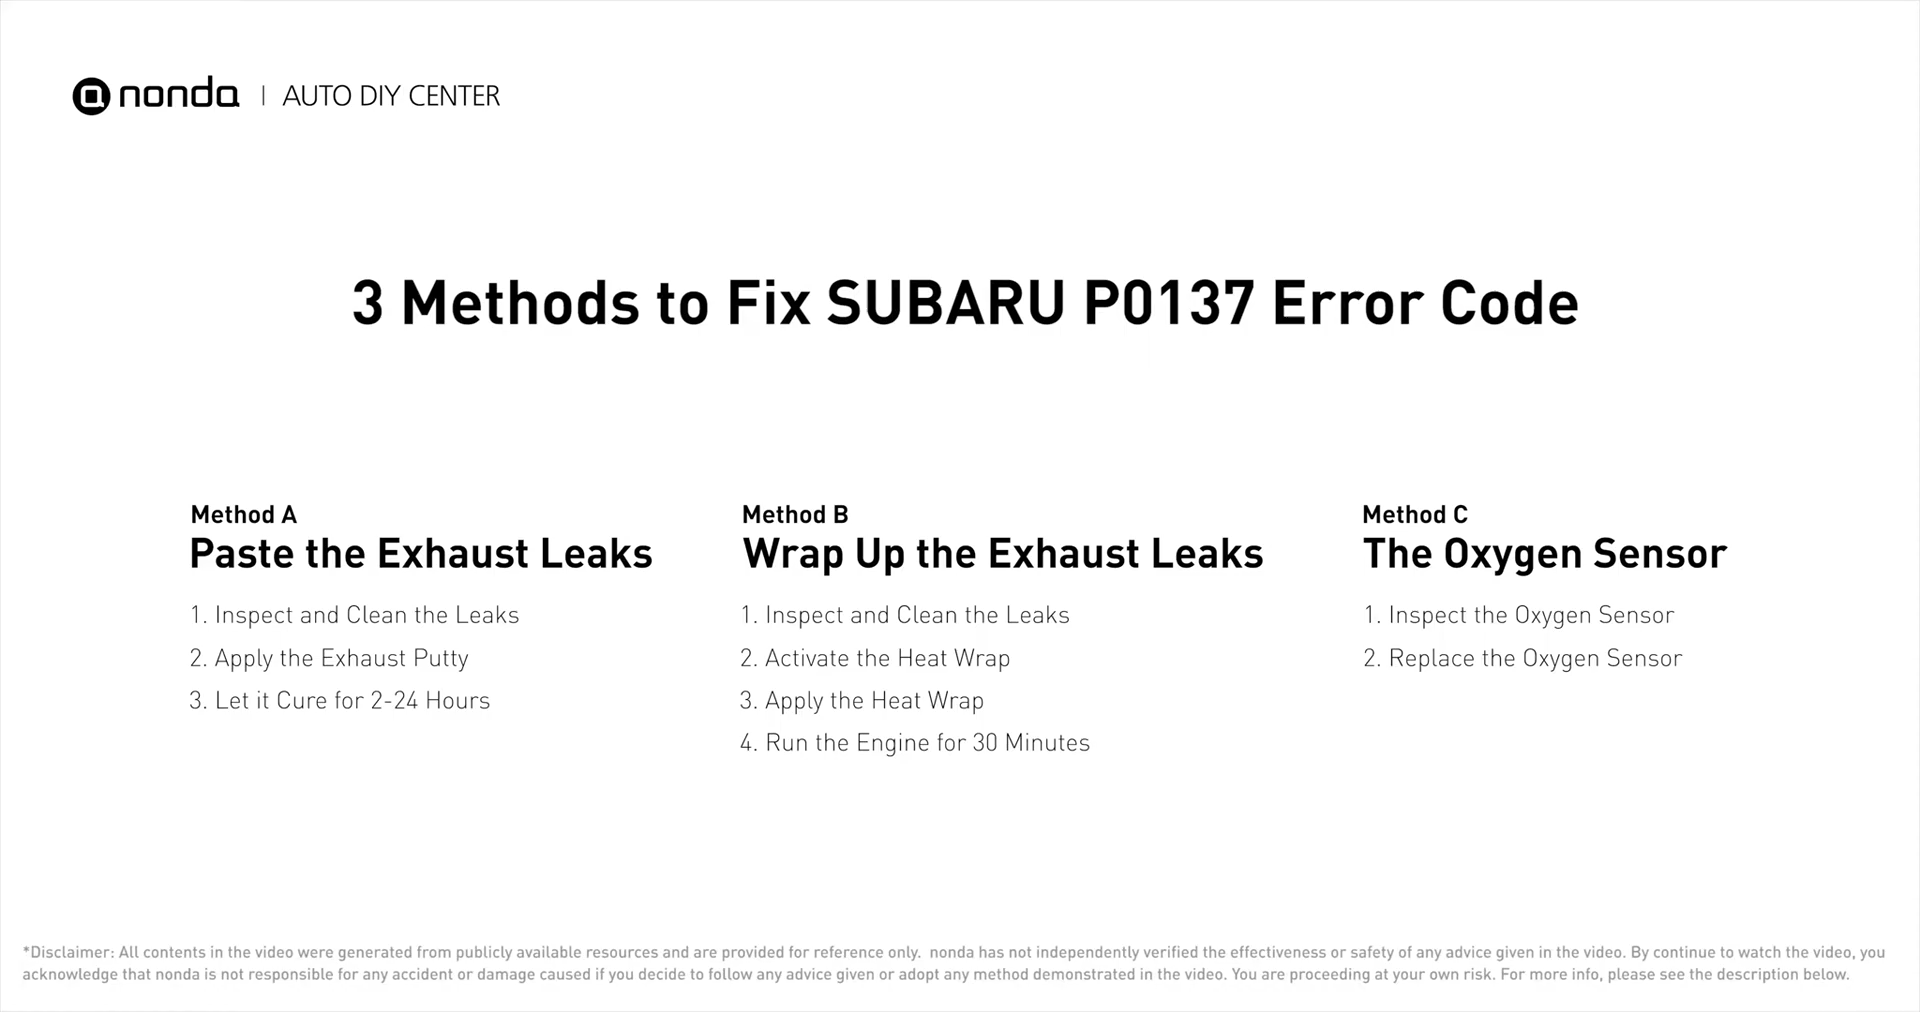 nonda | AUTO DIY CENTER
3 Methods to Fix SUBARU P0137 Error Code
Method A
Paste the Exhaust Leaks
1. Inspect and Clean the Leaks
2. Apply the Exhaust Putty
3. Let it Cure for 2-24 Hours
Method B
Wrap Up the Exhaust Leaks
1. Inspect and Clean the Leaks
2. Activate the Heat Wrap
3. Apply the Heat Wrap
4. Run the Engine for 30 Minutes
Method C
The Oxygen Sensor
1. Inspect the Oxygen Sensor
2. Replace the Oxygen Sensor
*Disclaimer: All contents in the video were generated from publicly available resources and are provided for reference only. nonda has not independently verified the effectiveness or safety of any advice given in the video. By continue to watch the video, you
acknowledge that nonda is not responsible for any accident or damage caused if you decide to follow any advice given or adopt any method demonstrated in the video. You are proceeding at your own risk. For more info, please see the description below.